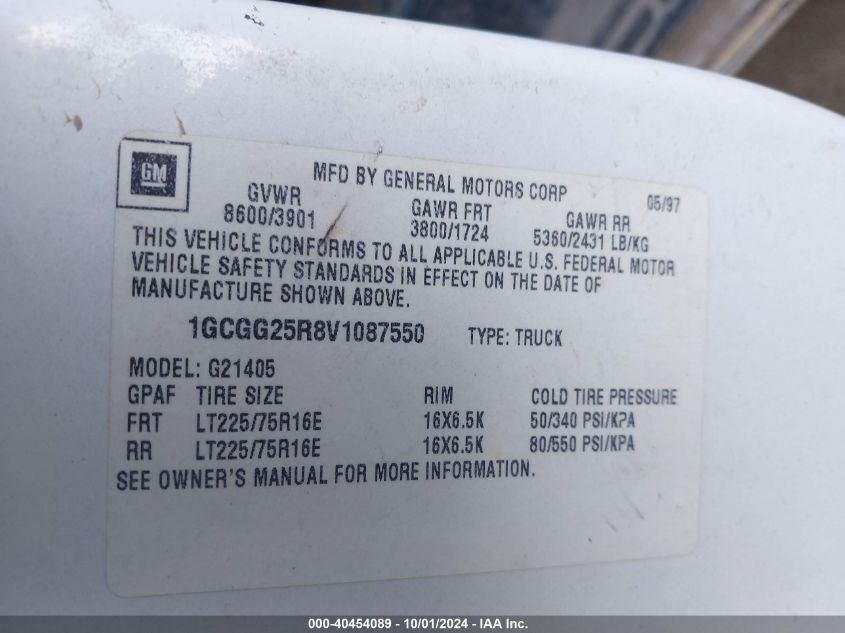 GM
MFD BY GENERAL MOTORS CORP 05/97
GVWR GAWR FRT GAWR RR
8600/3901 3800/1724 5360/2431 LB/KG
THIS VEHICLE CONFORMS TO ALL APPLICABLE U.S. FEDERAL MOTOR
VEHICLE SAFETY STANDARDS IN EFFECT ON THE DATE OF
MANUFACTURE SHOWN ABOVE.
1GCGG25R8V1087550 TYPE: TRUCK
MODEL: G21405
GPAF TIRE SIZE RIM COLD TIRE PRESSURE
FRT LT225/75R16E 16X6.5K 50/340 PSI/KPA
RR LT225/75R16E 16X6.5K 80/550 PSI/KPA
SEE OWNER'S MANUAL FOR MORE INFORMATION.
000-40454089 - 10/01/2024 - IAA Inc.